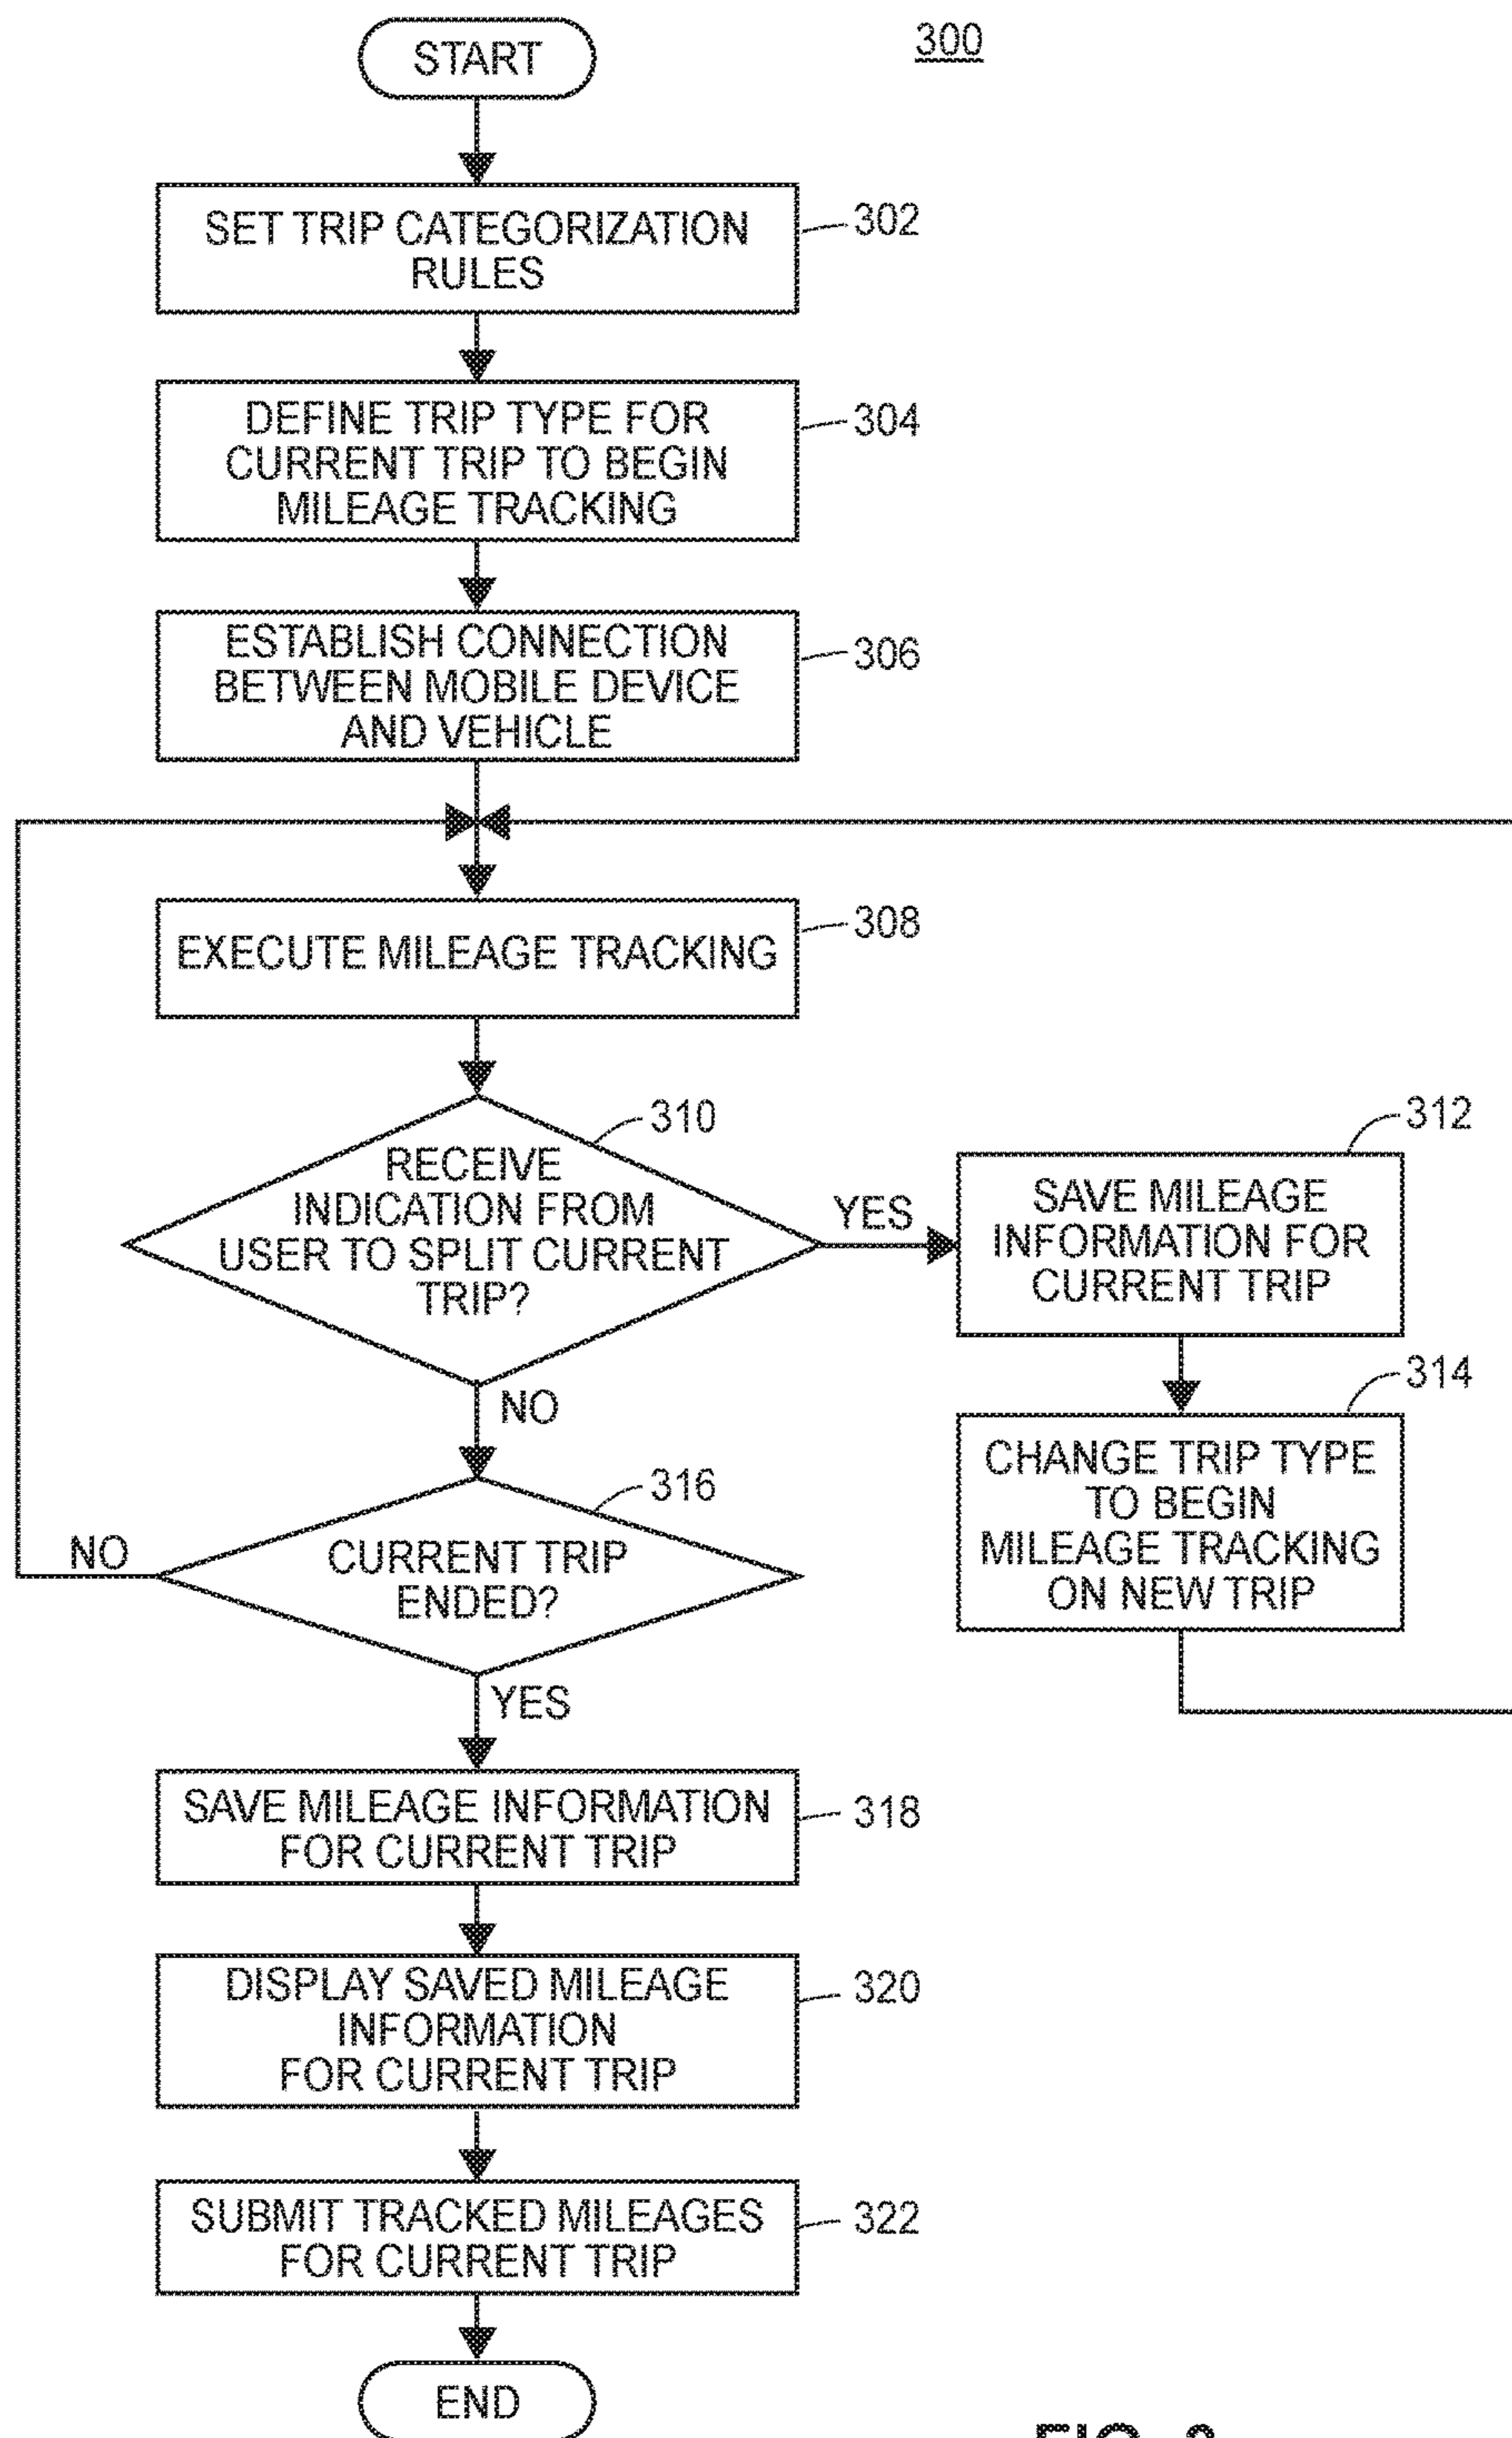 START
300
SET TRIP CATEGORIZATION
RULES
302
DEFINE TRIP TYPE FOR
CURRENT TRIP TO BEGIN
MILEAGE TRACKING
304
ESTABLISH CONNECTION
BETWEEN MOBILE DEVICE
AND VEHICLE
306
EXECUTE MILEAGE TRACKING
308
RECEIVE
INDICATION FROM
USER TO SPLIT CURRENT
TRIP?
310
YES
SAVE MILEAGE
INFORMATION FOR
CURRENT TRIP
312
NO
CHANGE TRIP TYPE
TO BEGIN
MILEAGE TRACKING
ON NEW TRIP
314
CURRENT TRIP
ENDED?
316
NO
YES
SAVE MILEAGE INFORMATION
FOR CURRENT TRIP
318
DISPLAY SAVED MILEAGE
INFORMATION
FOR CURRENT TRIP
320
SUBMIT TRACKED MILEAGES
FOR CURRENT TRIP
322
END
FIG.